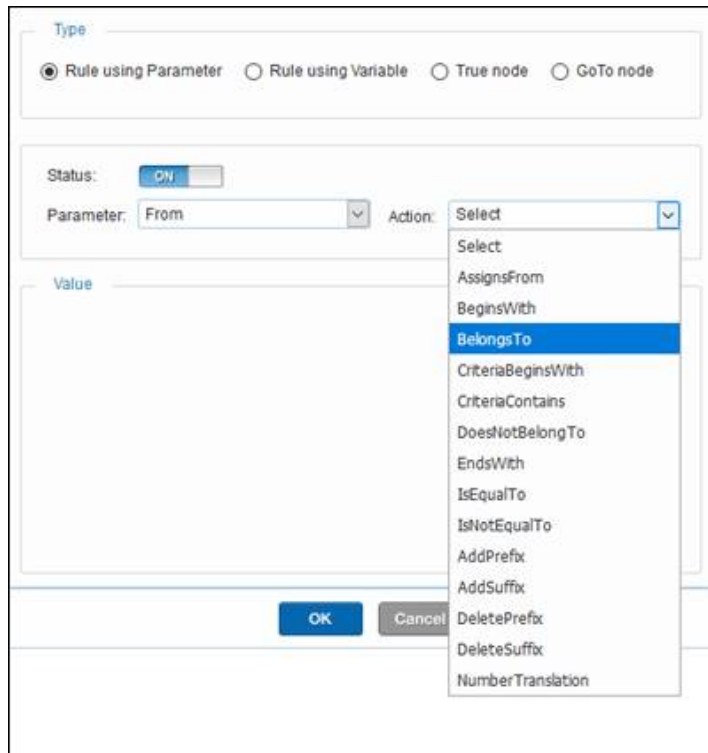 Type
Rule using Parameter Rule using Variable True node GoTo node
Status: ON
Parameter: From Action: Select
Select
AssignsFrom
BeginsWith
Value
BelongsTo
CriteriaBeginsWith
CriteriaContains
DoesNotBelongTo
EndsWith
IsEqualTo
IsNotEqualTo
AddPrefix
AddSuffix
OK Cancel
DeletePrefix
DeleteSuffix
NumberTranslation